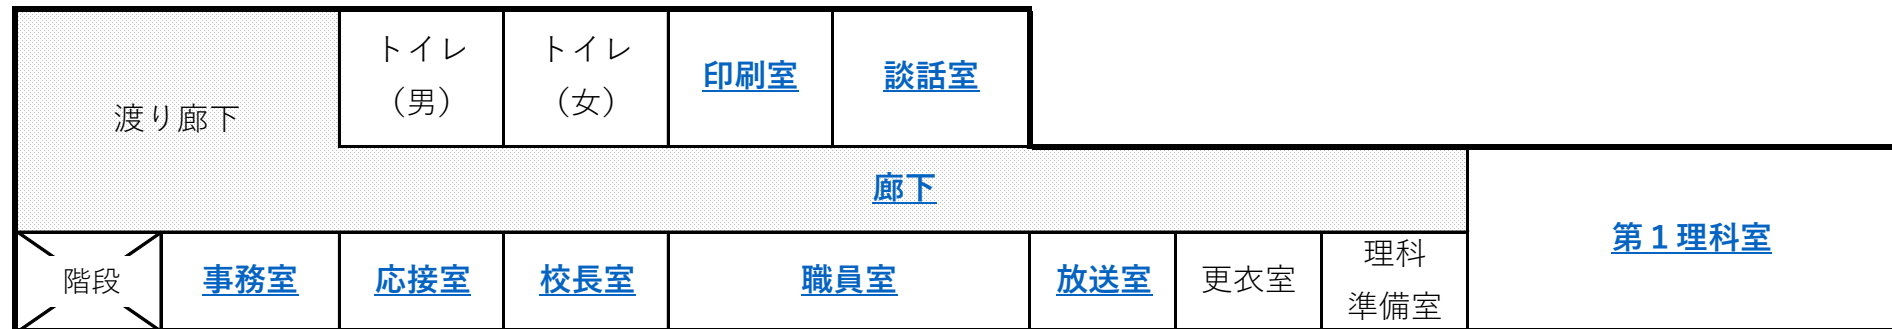 トイレ
（男）
トイレ
（女）
印刷室
談話室
渡り廊下
廊下
第１理科室
階段
事務室
応接室
校長室
職員室
放送室
更衣室
理科
準備室